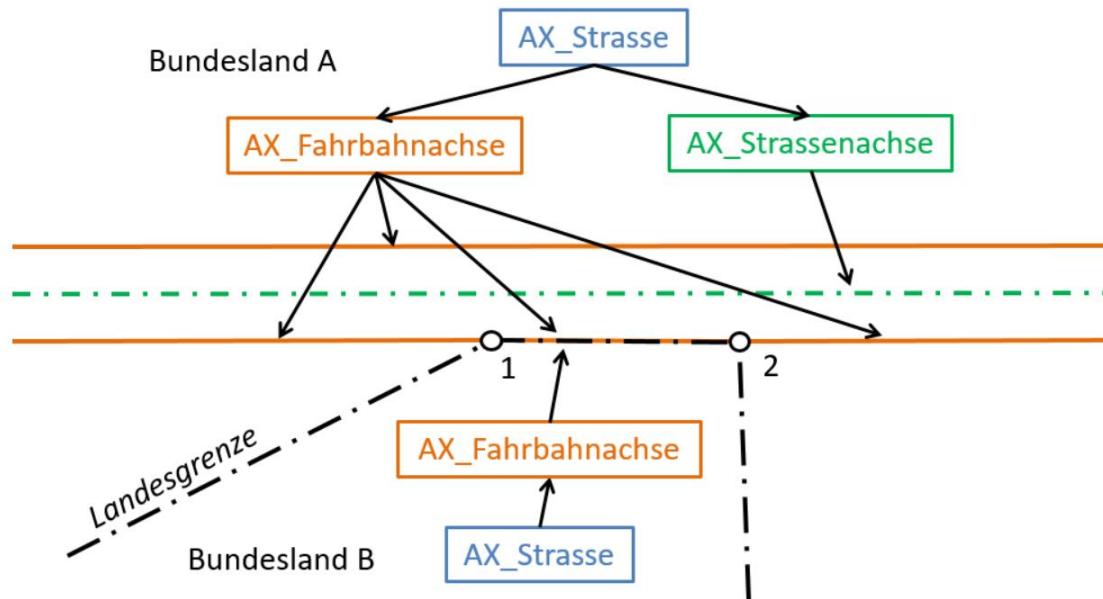 AX_Strasse
Bundesland A
AX_Fahrbahnachse
AX_Strassenachse
1
2
Landesgrenze
AX_Fahrbahnachse
Bundesland B
AX_Strasse